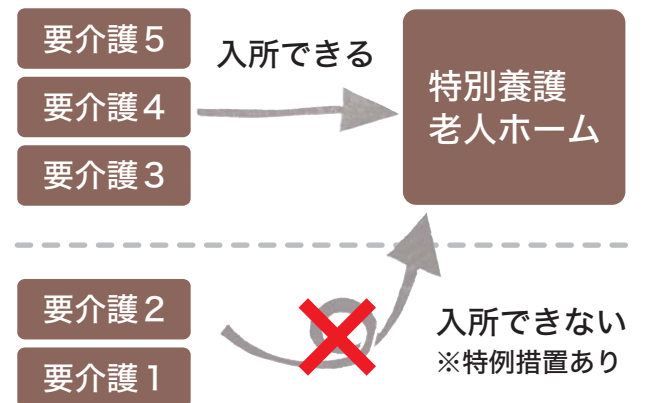 要介護5
入所できる
要介護4
要介護3
特別養護
老人ホーム
要介護2
要介護1
入所できない
※特例措置あり